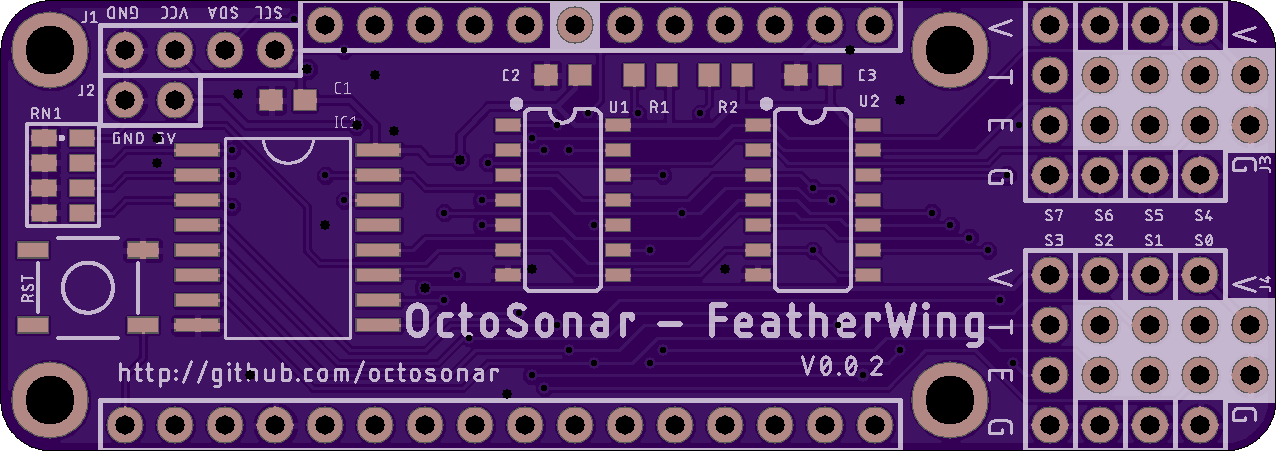 J1 GND VCC SDA SCL
J2
GND 5V
RN1
C1
IC1
C2
U1
R1
R2
C3
U2
V V
T
E
G G J3
S7 S6 S5 S4
S3 S2 S1 S0
V V J4
T
E
G G
RST
OctoSonar - FeatherWing
V0.0.2
http://github.com/octosonar